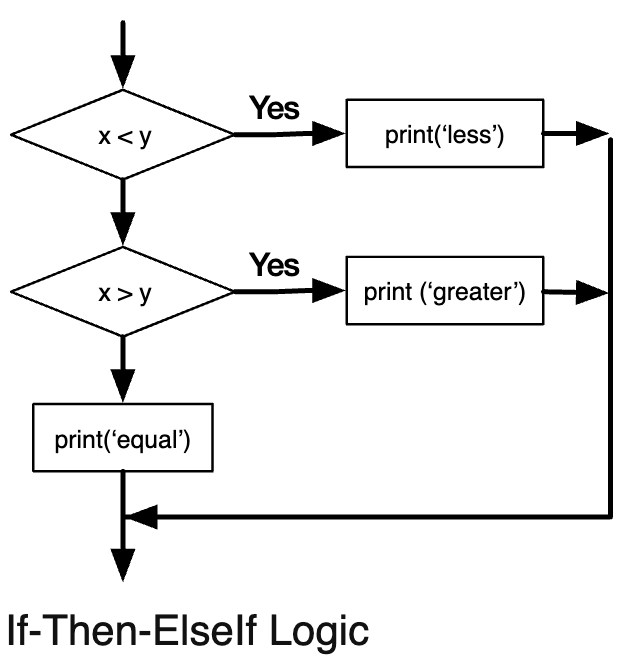 Yes
x < y
print(‘less’)
Yes
x > y
print (‘greater’)
print(‘equal’)
If-Then-ElseIf Logic